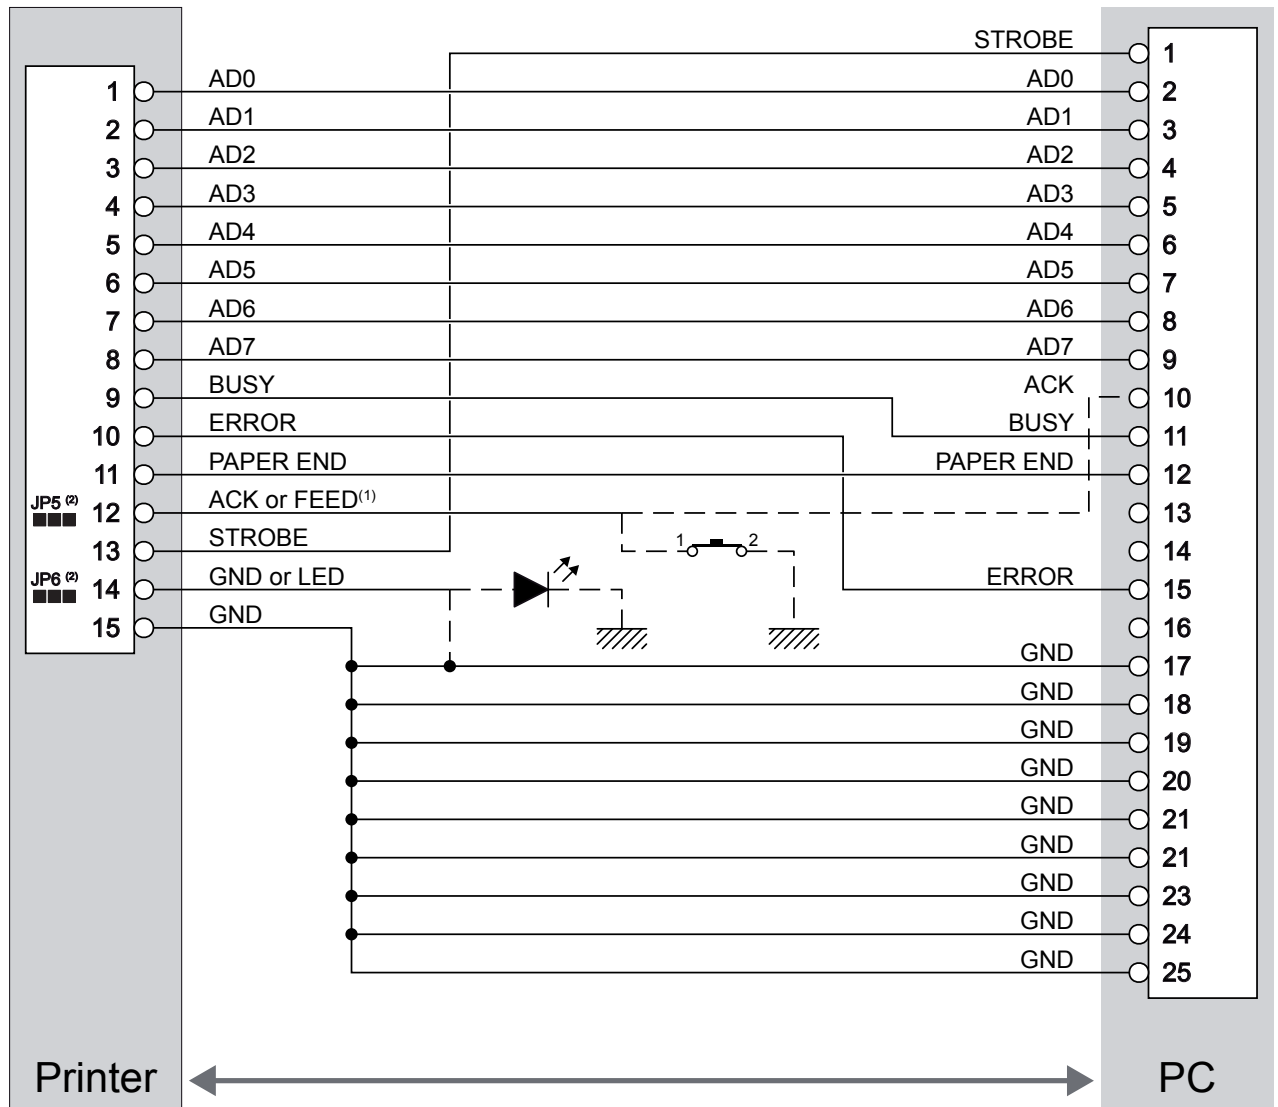 STROBE 1
1 AD0 AD0 2
2 AD1 AD1 3
3 AD2 AD2 4
4 AD3 AD3 5
5 AD4 AD4 6
6 AD5 AD5 7
7 AD6 AD6 8
8 AD7 AD7 9
9 BUSY ACK 10
10 ERROR BUSY 11
11 PAPER END PAPER END 12
JP5 (2) 12 ACK or FEED(1) 13
13 STROBE 1 2 14
JP6 (2) 14 GND or LED ERROR 15
15 GND 16
GND 17
GND 18
GND 19
GND 20
GND 21
GND 21
GND 23
GND 24
GND 25
Printer PC